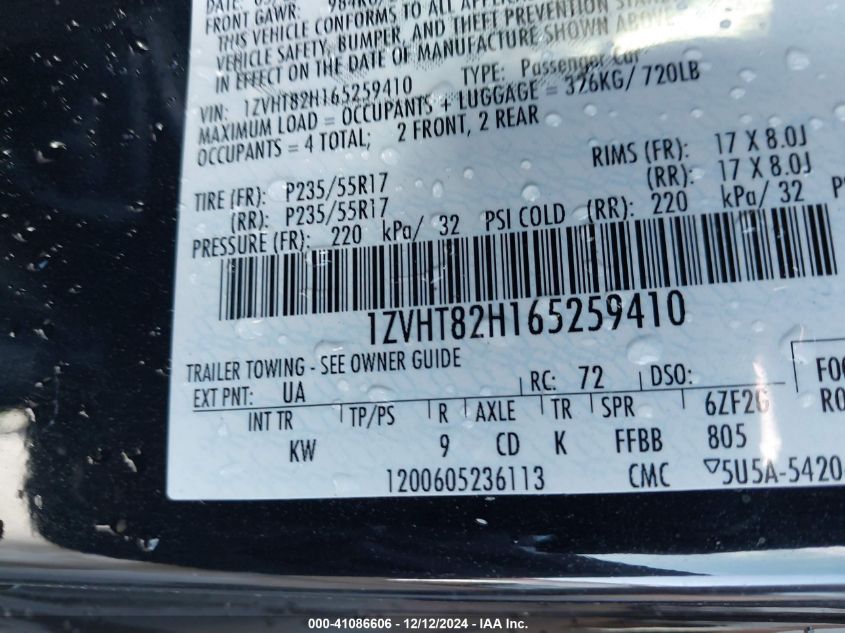 DATE:
FRONT GAWR: 984KG/
THIS VEHICLE CONFORMS TO ALL APPLICABLE
VEHICLE SAFETY, BUMPER, AND THEFT PREVENTION
IN EFFECT ON THE DATE OF MANUFACTURE SHOWN ABOVE.
VIN: 1ZVHT82H165259410 TYPE: Passenger Car
MAXIMUM LOAD = OCCUPANTS + LUGGAGE = 326KG/ 720LB
OCCUPANTS = 4 TOTAL; 2 FRONT, 2 REAR
TIRE (FR): P235/55R17 RIMS (FR): 17 X 8.0J
(RR): P235/55R17 (RR): 17 X 8.0J
PRESSURE (FR): 220 kPa/ 32 PSI COLD (RR): 220 kPa/ 32
1ZVHT82H165259410
TRAILER TOWING - SEE OWNER GUIDE
EXT PNT: UA RC: 72 DSO:
INT TR TP/PS R AXLE TR SPR 6ZF2G
KW 9 CD K FFBB 805
1200605236113 CMC 5U5A-5420
000-41086606 - 12/12/2024 - IAA Inc.